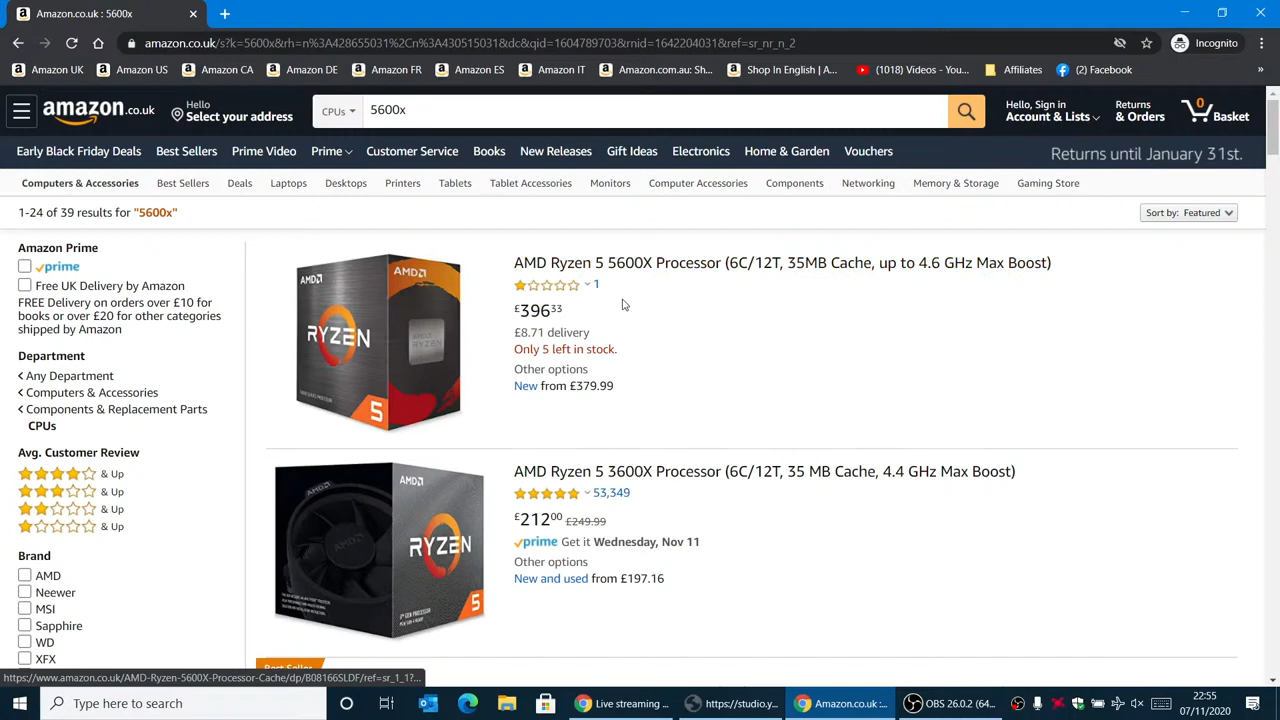 Amazon.co.uk : 5600x
amazon.co.uk/s?k=5600x&rh=n%3A428655031%2Cn%3A430515031&dc&qid=1604789703&rnid=1642204031&ref=sr_nr_n_2
Incognito
Amazon UK
Amazon US
Amazon CA
Amazon DE
Amazon FR
Amazon ES
Amazon IT
Amazon.com.au: Sh...
Shop In English | A...
(1018) Videos - You...
Affiliates
(2) Facebook
»
amazon.co.uk
Hello
Select your address
CPUs
5600x
Hello, Sign in
Account & Lists
Returns
& Orders
0
Basket
Early Black Friday Deals
Best Sellers
Prime Video
Prime
Customer Service
Books
New Releases
Gift Ideas
Electronics
Home & Garden
Vouchers
Returns until January 31st.
Computers & Accessories
Best Sellers
Deals
Laptops
Desktops
Printers
Tablets
Tablet Accessories
Monitors
Computer Accessories
Components
Networking
Memory & Storage
Gaming Store
1-24 of 39 results for "5600x"
Sort by: Featured
Amazon Prime
prime
Free UK Delivery by Amazon
FREE Delivery on orders over £10 for
books or over £20 for other categories
shipped by Amazon
Department
Any Department
Computers & Accessories
Components & Replacement Parts
CPUs
Avg. Customer Review
& Up
& Up
& Up
& Up
Brand
AMD
Neewer
MSI
Sapphire
WD
XFX
AMD
AMD
RYZEN
5
AMD Ryzen 5 5600X Processor (6C/12T, 35MB Cache, up to 4.6 GHz Max Boost)
1
£396.33
£8.71 delivery
Only 5 left in stock.
Other options
New from £379.99
AMD
AMD
AMD
RYZEN
5
AMD Ryzen 5 3600X Processor (6C/12T, 35 MB Cache, 4.4 GHz Max Boost)
53,349
£212.00 £249.99
prime Get it Wednesday, Nov 11
Other options
New and used from £197.16
Best Seller
https://www.amazon.co.uk/AMD-Ryzen-5600X-Processor-Cache/dp/B08166SLDF/ref=sr_1_1?...
Type here to search
Live streaming ...
https://studio.y...
Amazon.co.uk :...
OBS 26.0.2 (64...
22:55
07/11/2020